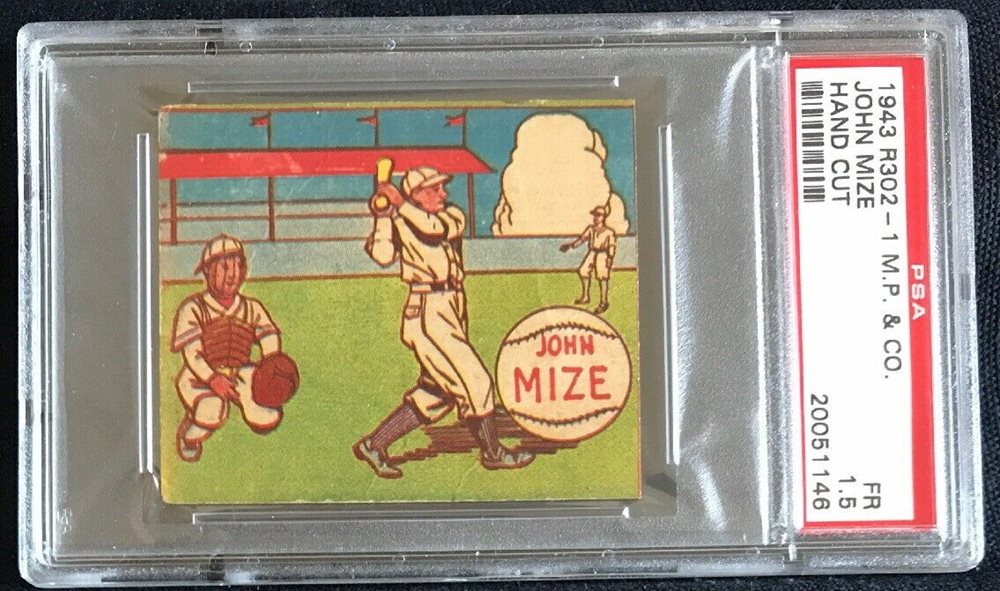 JOHN
MIZE
1943 R302-1 M.P. & CO.
JOHN MIZE
HAND CUT
FR
1.5
20051146
PSA